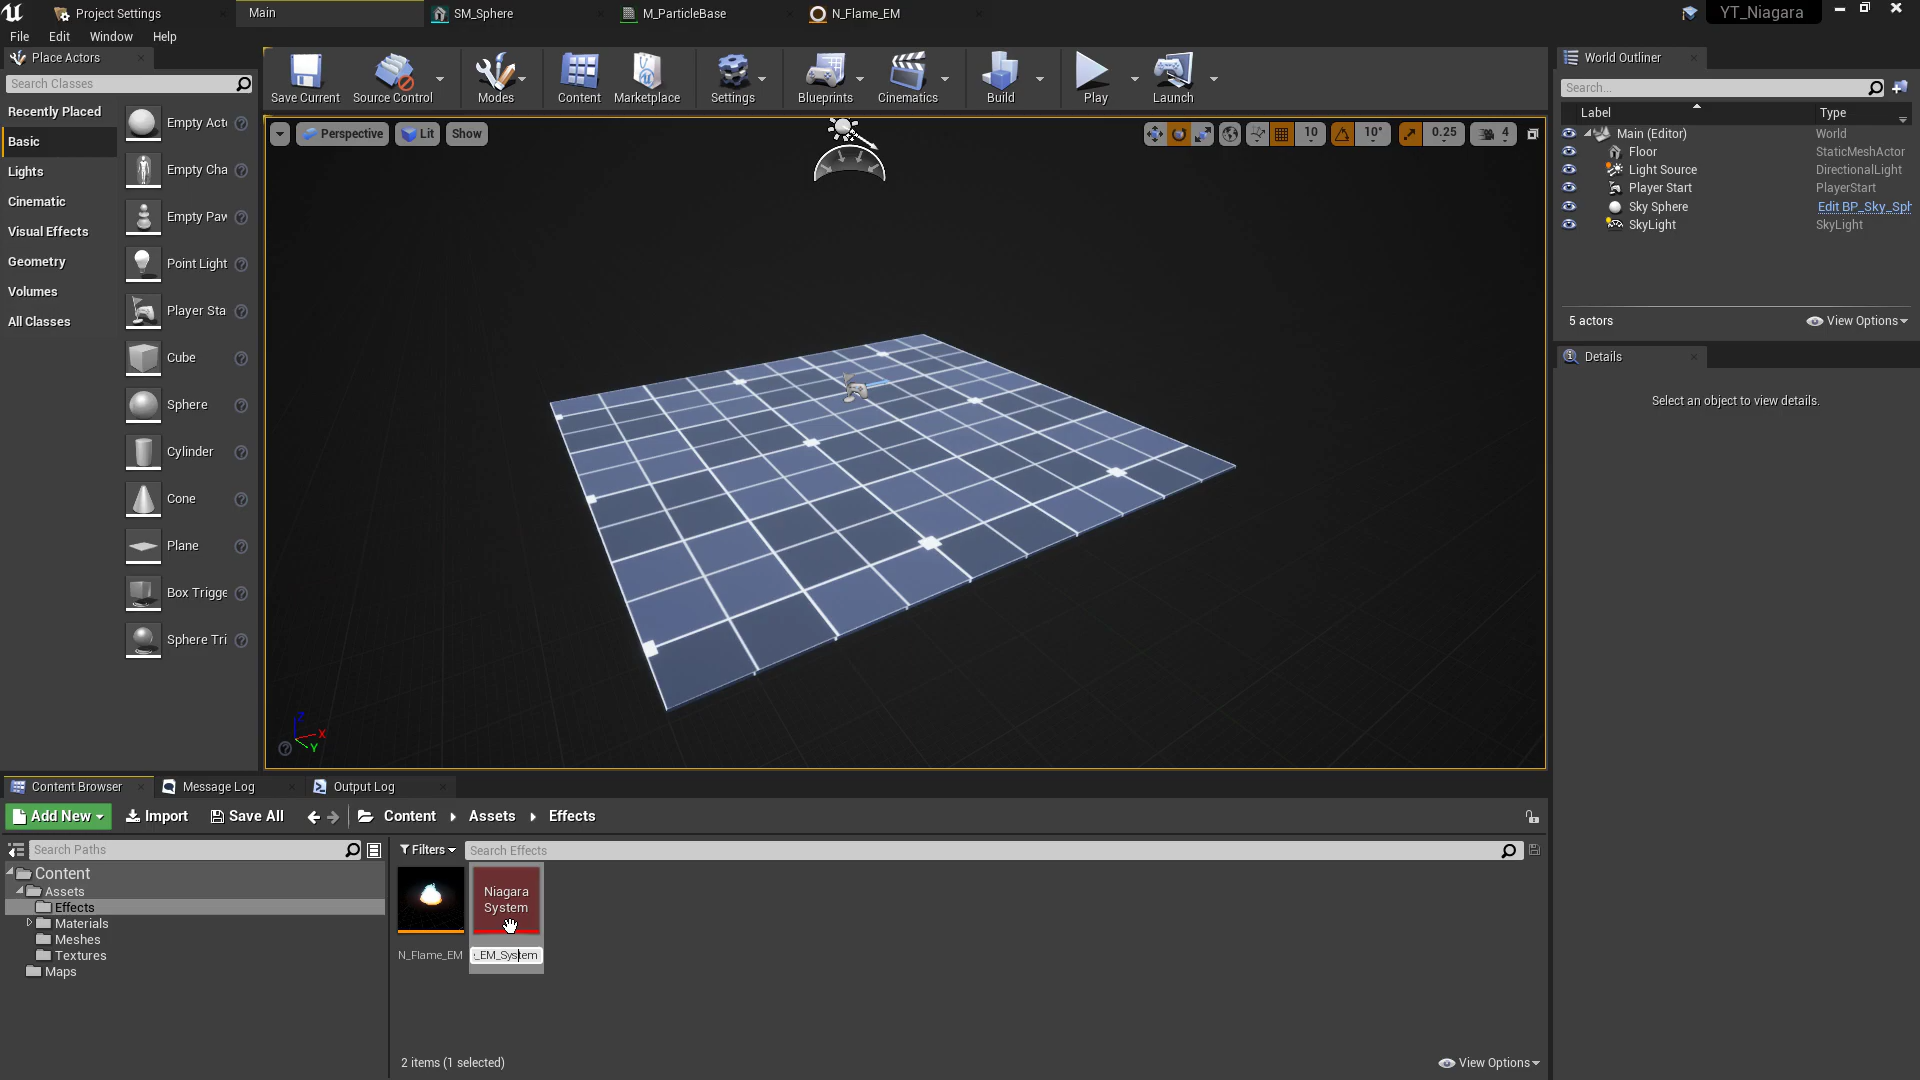 Project Settings
Main
SM_Sphere
M_ParticleBase
N_Flame_EM
YT_Niagara
File
Edit
Window
Help
Place Actors
Search Classes
Recently Placed
Basic
Lights
Cinematic
Visual Effects
Geometry
Volumes
All Classes
Empty Act
Empty Cha
Empty Paw
Point Light
Player Sta
Cube
Sphere
Cylinder
Cone
Plane
Box Trigge
Sphere Tri
Save Current
Source Control
Modes
Content
Marketplace
Settings
Blueprints
Cinematics
Build
Play
Launch
Perspective
Lit
Show
10
10°
0.25
4
Z
X
Y
World Outliner
Search...
Label
Type
Main (Editor)
World
Floor
StaticMeshActor
Light Source
DirectionalLight
Player Start
PlayerStart
Sky Sphere
Edit BP_Sky_Sph
SkyLight
SkyLight
5 actors
View Options
Details
Select an object to view details.
Content Browser
Message Log
Output Log
Add New
Import
Save All
Content
Assets
Effects
Search Paths
Filters
Search Effects
Content
Assets
Effects
Materials
Meshes
Textures
Maps
Niagara
System
N_Flame_EM
_EM_System
2 items (1 selected)
View Options